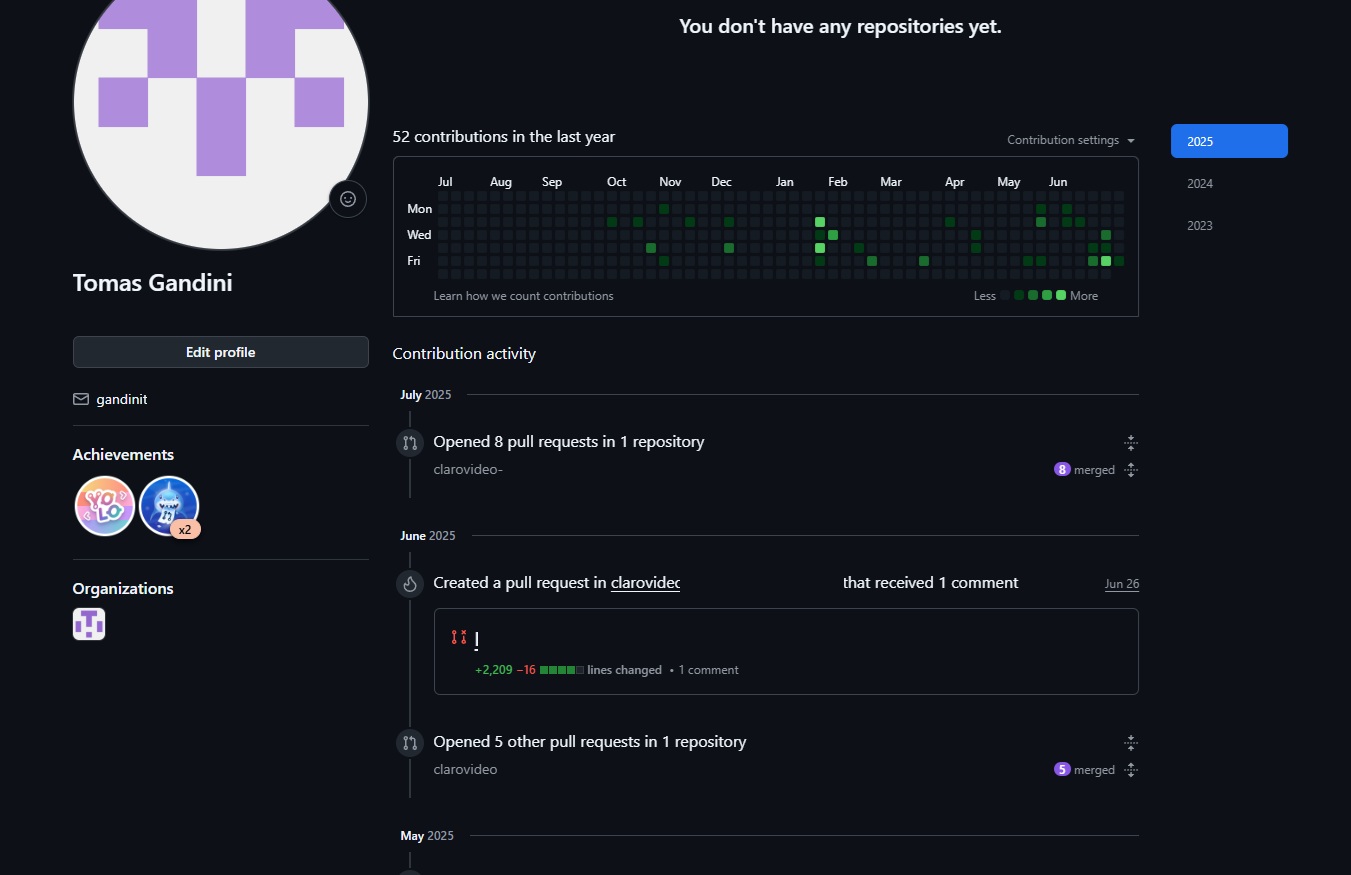 You don't have any repositories yet.
52 contributions in the last year
Contribution settings
2025
2024
2023
Jul Aug Sep Oct Nov Dec Jan Feb Mar Apr May Jun
Mon
Wed
Fri
Learn how we count contributions
Less More
Tomas Gandini
Edit profile
gandinit
Achievements
YOLO
x2
Organizations
Contribution activity
July 2025
Opened 8 pull requests in 1 repository
clarovideo-
8 merged
June 2025
Created a pull request in clarovidec that received 1 comment
Jun 26
+2,209 −16 lines changed • 1 comment
Opened 5 other pull requests in 1 repository
clarovideo
5 merged
May 2025